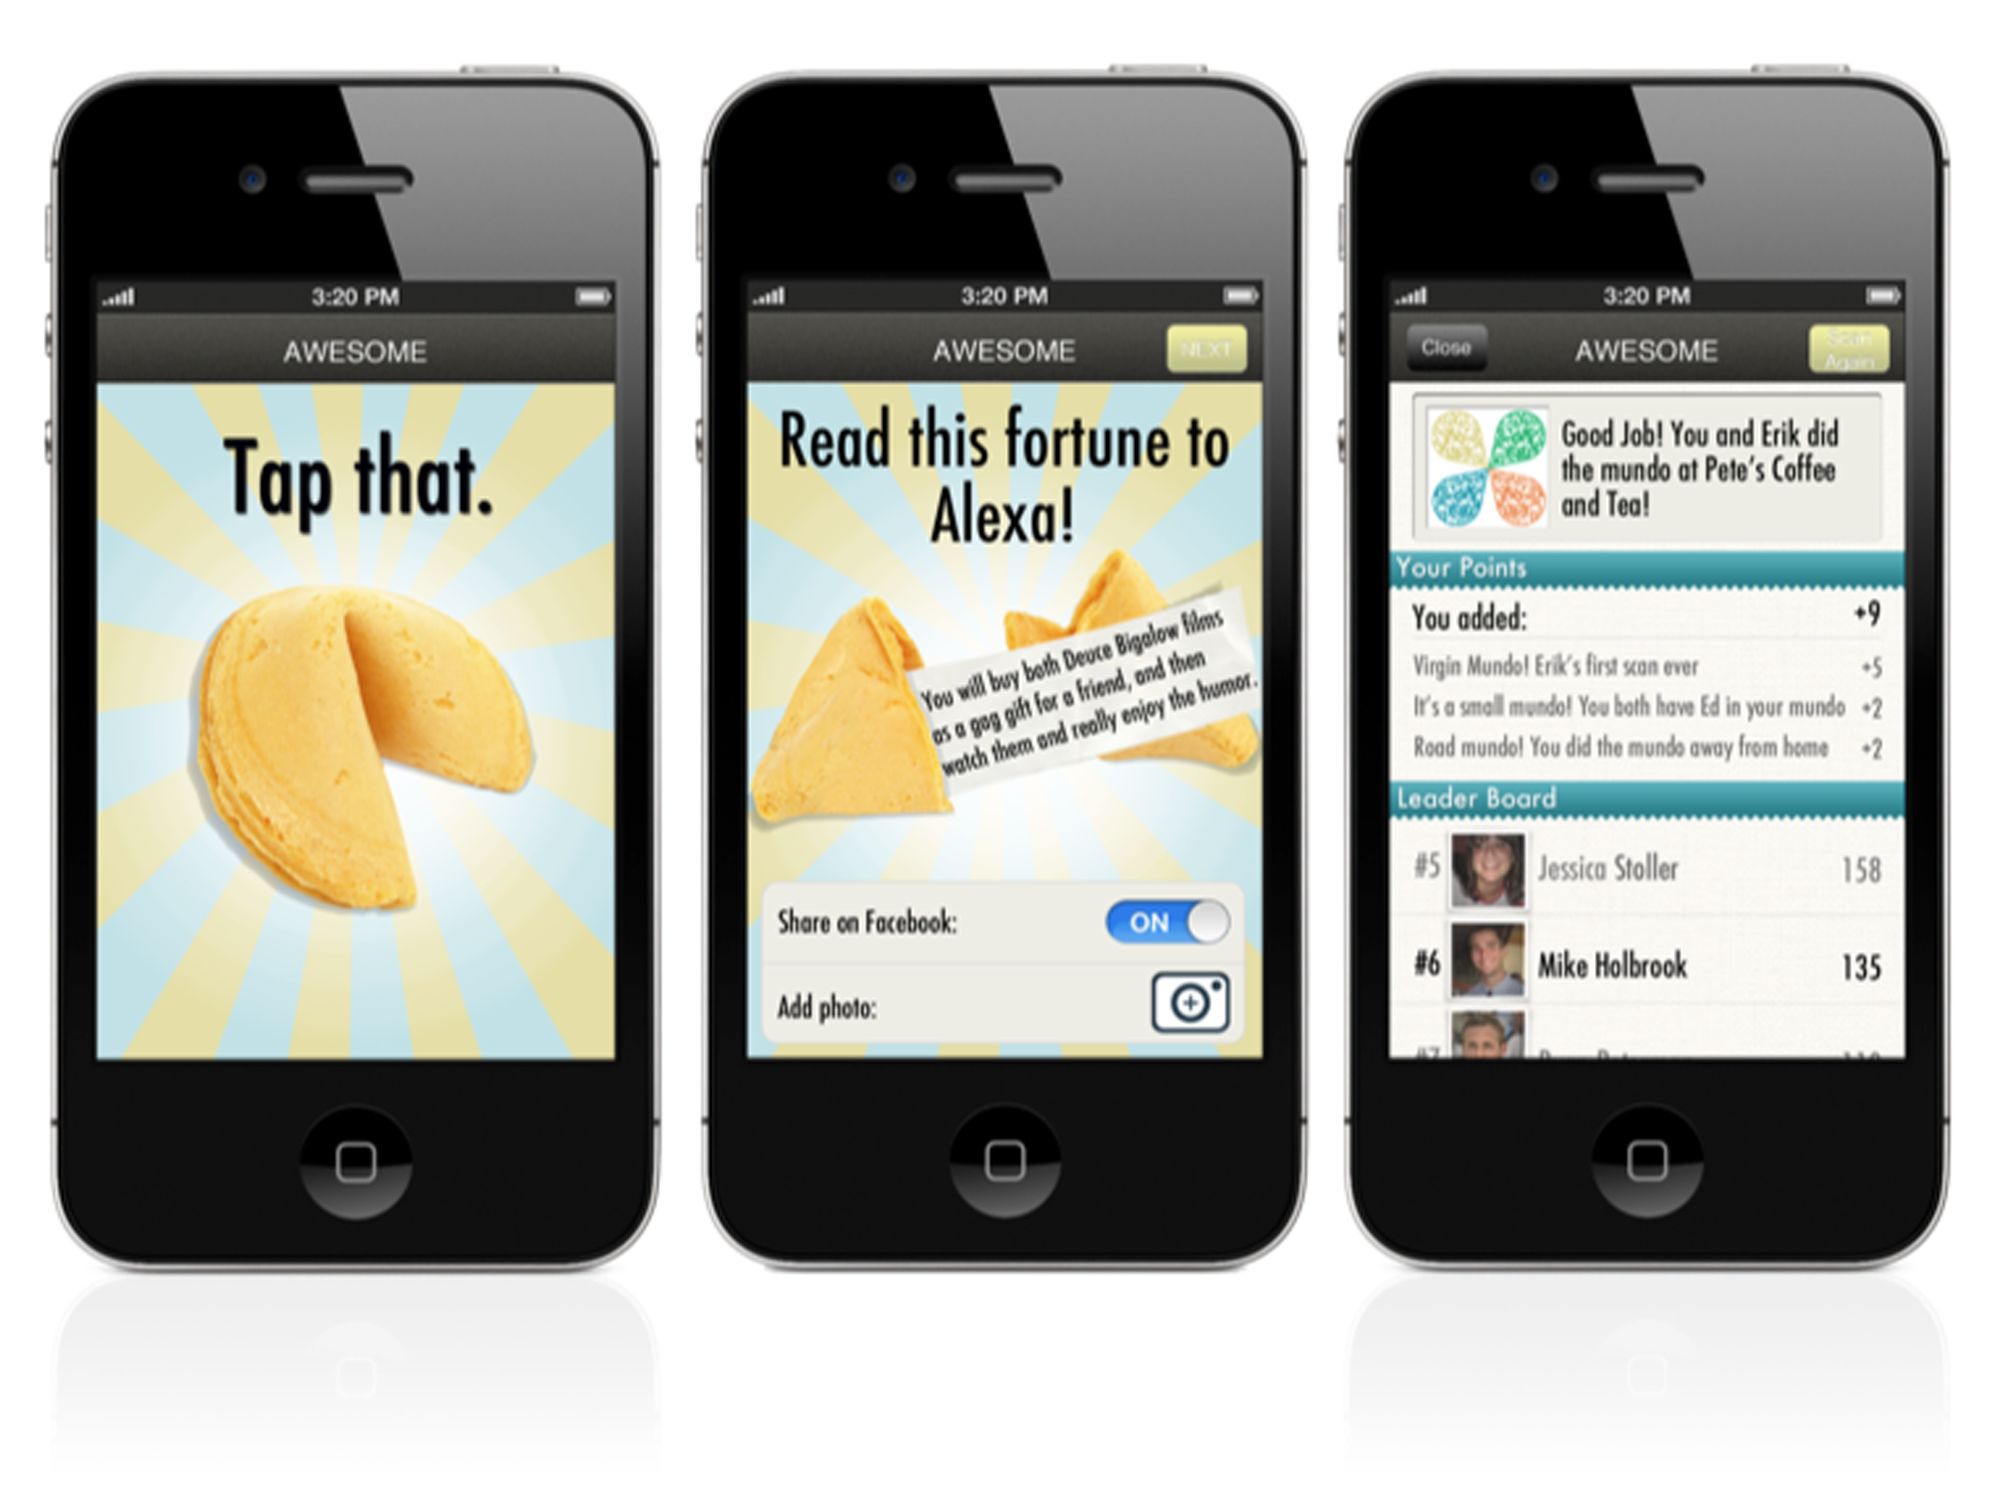 3:20 PM
AWESOME
Tap that.
3:20 PM
AWESOME
NEXT
Read this fortune to
Alexa!
You will buy both Deuce Bigalow films
as a gag gift for a friend, and then
watch them and really enjoy the humor.
Share on Facebook:
ON
Add photo:
3:20 PM
Close
AWESOME
Scan
Again
Good Job! You and Erik did
the mundo at Pete's Coffee
and Tea!
Your Points
You added: +9
Virgin Mundo! Erik's first scan ever +5
It's a small mundo! You both have Ed in your mundo +2
Road mundo! You did the mundo away from home +2
Leader Board
#5 Jessica Stoller 158
#6 Mike Holbrook 135
#7